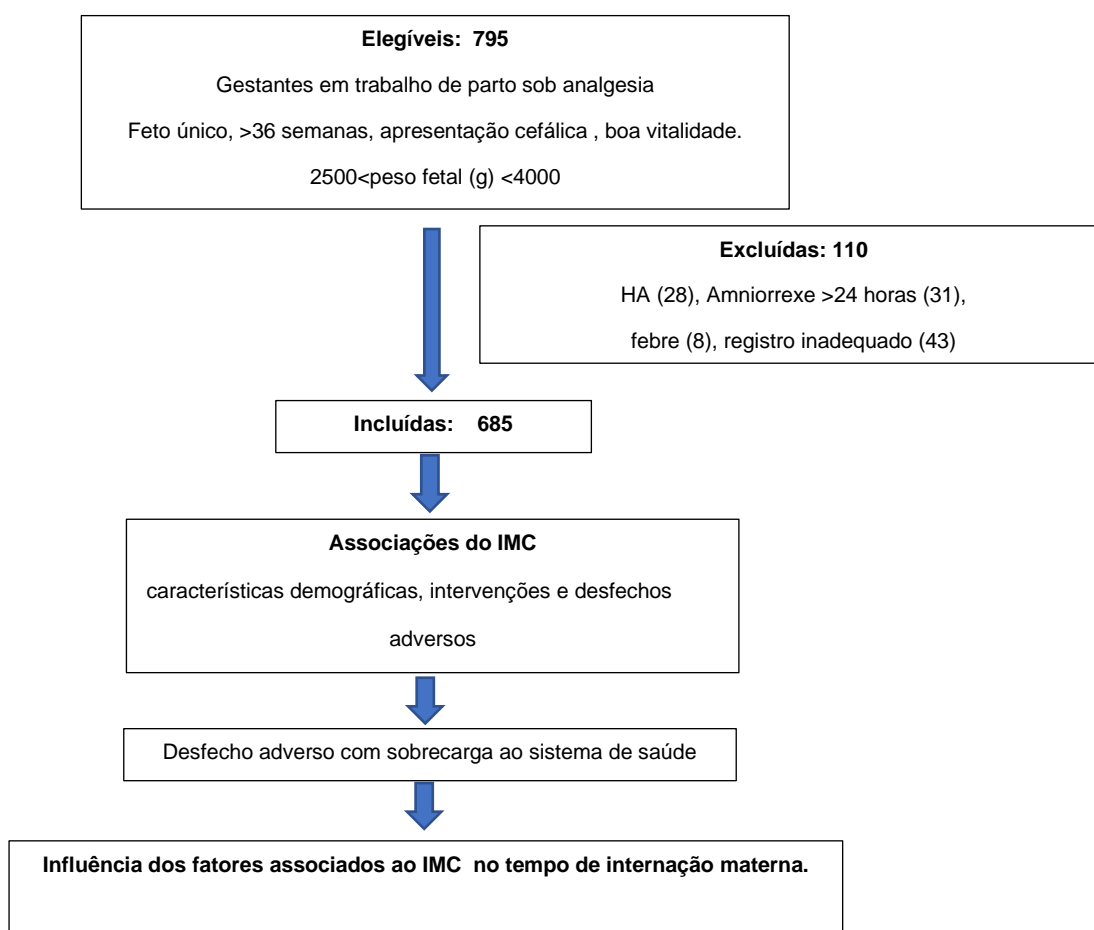 Elegíveis: 795
Gestantes em trabalho de parto sob analgesia
Feto único, >36 semanas, apresentação cefálica , boa vitalidade.
2500<peso fetal (g) <4000
Excluídas: 110
HA (28), Amniorrexe >24 horas (31),
febre (8), registro inadequado (43)
Incluídas: 685
Associações do IMC
características demográficas, intervenções e desfechos
adversos
Desfecho adverso com sobrecarga ao sistema de saúde
Influência dos fatores associados ao IMC no tempo de internação materna.